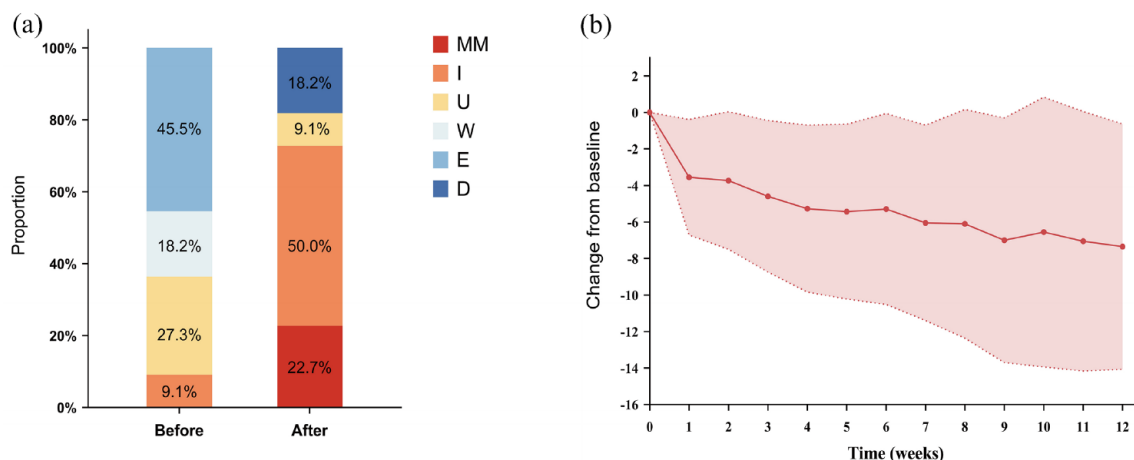 (a)
Proportion
100%
80%
60%
40%
20%
0%
45.5%
18.2%
27.3%
9.1%
Before
18.2%
9.1%
50.0%
22.7%
After
MM
I
U
W
E
D
(b)
Change from baseline
2
0
-2
-4
-6
-8
-10
-12
-14
-16
0 1 2 3 4 5 6 7 8 9 10 11 12
Time (weeks)